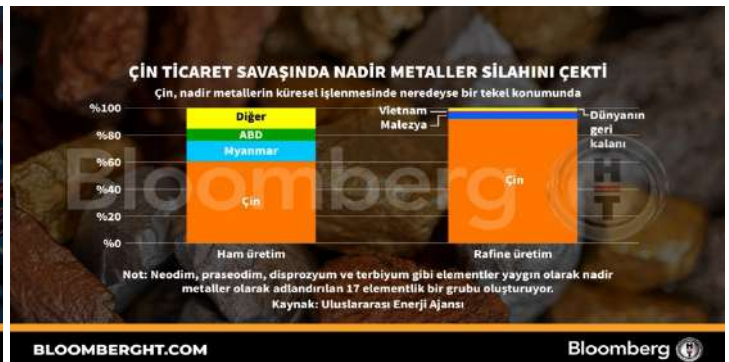 ÇİN TİCARET SAVAŞINDA NADİR METALLER SİLAHINI ÇEKTİ
Çin, nadir metallerin küresel işlenmesinde neredeyse bir tekel konumunda
%100
%80
%60
%40
%20
%0
Diğer
ABD
Myanmar
Çin
Ham üretim
Vietnam
Malezya
Dünyanın
geri
kalanı
Çin
Rafine üretim
Bloomberg HT
Not: Neodim, praseodim, disprozyum ve terbiyum gibi elementler yaygın olarak nadir
metaller olarak adlandırılan 17 elementlik bir grubu oluşturuyor.
Kaynak: Uluslararası Enerji Ajansı
BLOOMBERGHT.COM
Bloomberg HT